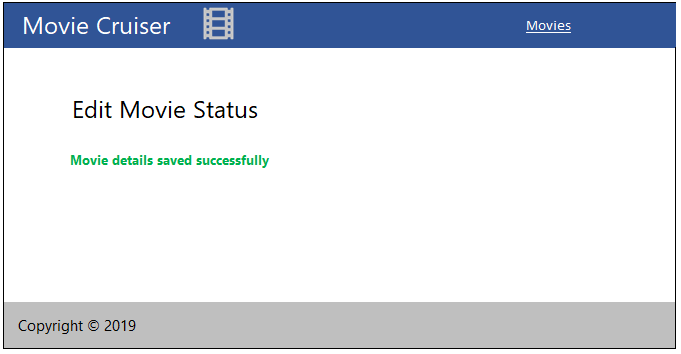 Movie Cruiser
Movies
Edit Movie Status
Movie details saved successfully
Copyright © 2019